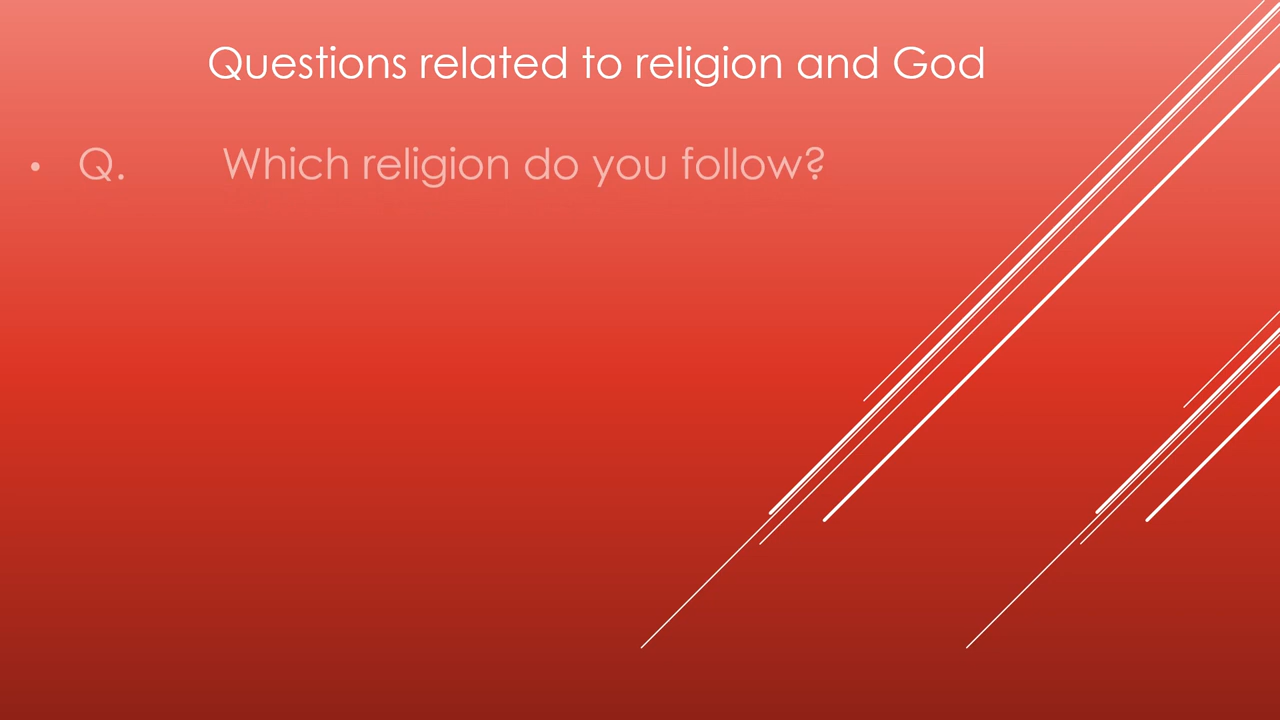 Questions related to religion and God
• Q. Which religion do you follow?